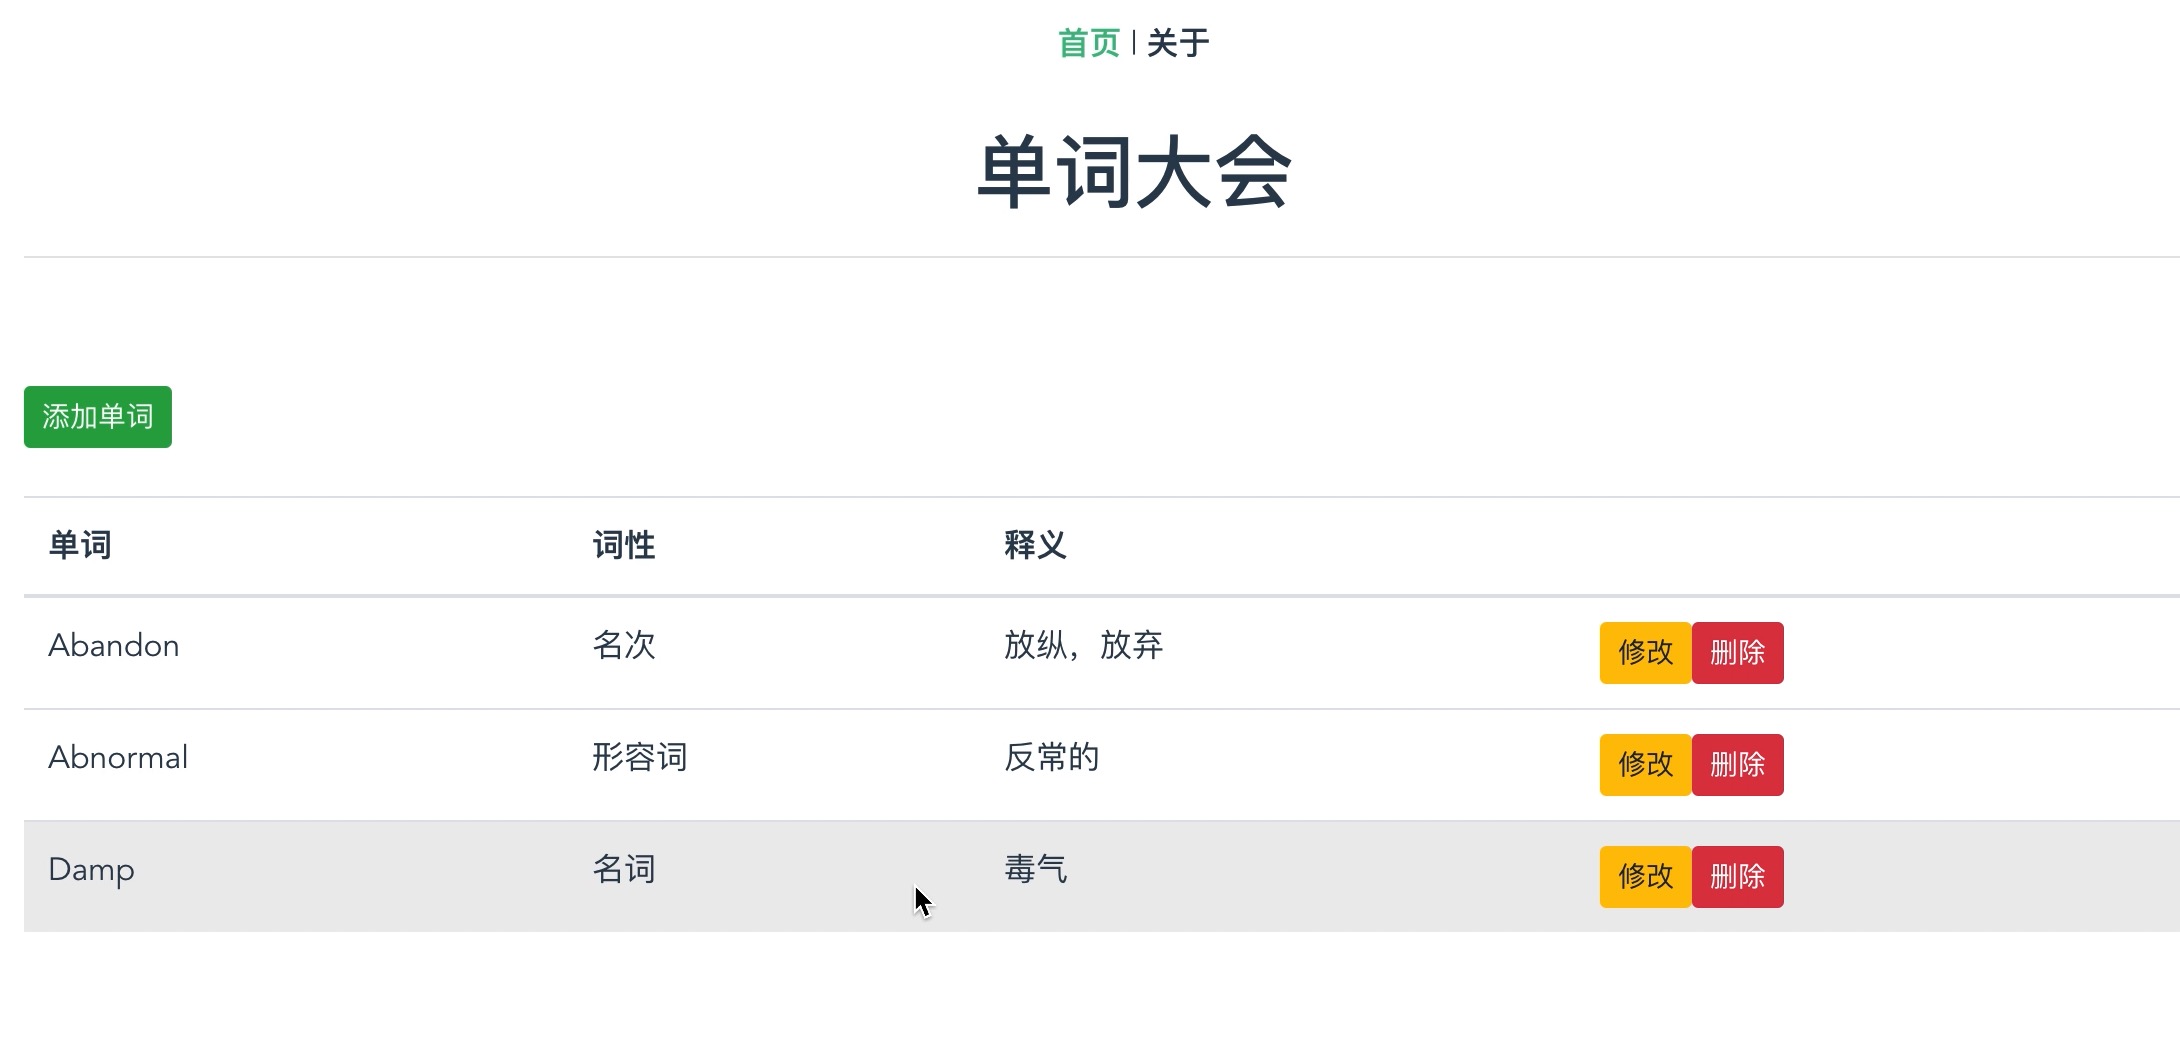 首页 | 关于
单词大会
添加单词
单词 词性 释义
Abandon 名次 放纵，放弃 修改 删除
Abnormal 形容词 反常的 修改 删除
Damp 名词 毒气 修改 删除